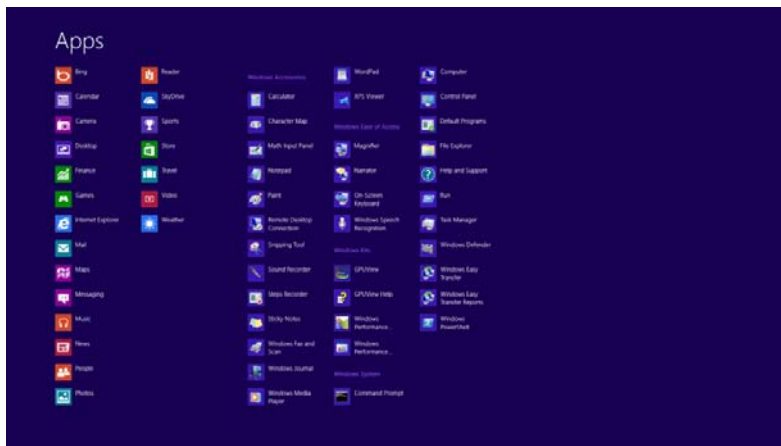 Apps
Bing
Calendar
Camera
Desktop
Finance
Games
Internet Explorer
Mail
Maps
Messaging
Music
News
People
Photos
Reader
SkyDrive
Sports
Store
Travel
Video
Weather
Windows Accessories
Calculator
Character Map
Math Input Panel
Notepad
Paint
Remote Desktop
Connection
Snipping Tool
Sound Recorder
Steps Recorder
Sticky Notes
Windows Fax and
Scan
Windows Journal
Windows Media
Player
WordPad
XPS Viewer
Windows Ease of Access
Magnifier
Narrator
On-Screen
Keyboard
Windows Speech
Recognition
Windows Kits
GPUView
GPUView Help
Windows
Performance...
Windows
Performance...
Windows System
Command Prompt
Computer
Control Panel
Default Programs
File Explorer
Help and Support
Run
Task Manager
Windows Defender
Windows Easy
Transfer
Windows Easy
Transfer Reports
Windows
PowerShell